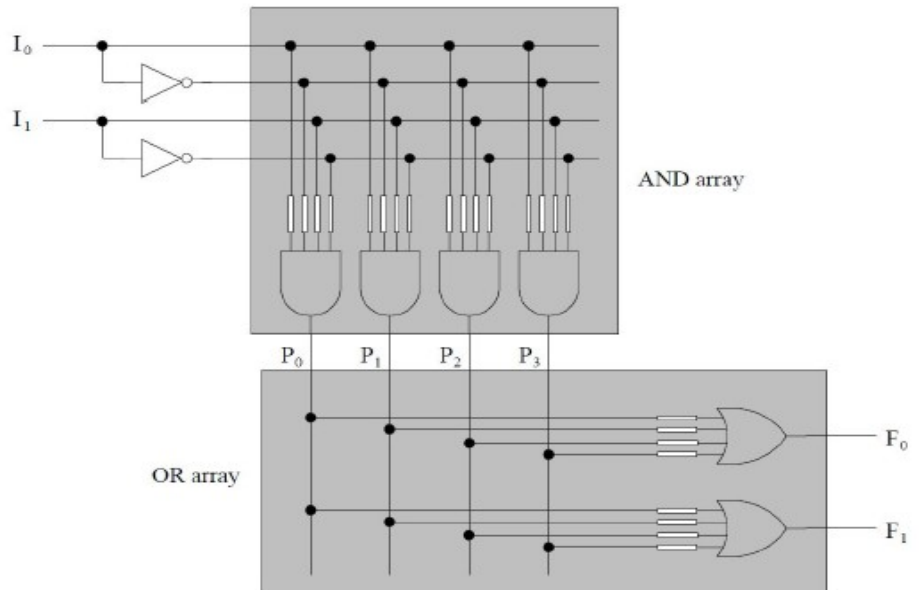 I₀
I₁
AND array
P₀ P₁ P₂ P₃
F₀
OR array
F₁